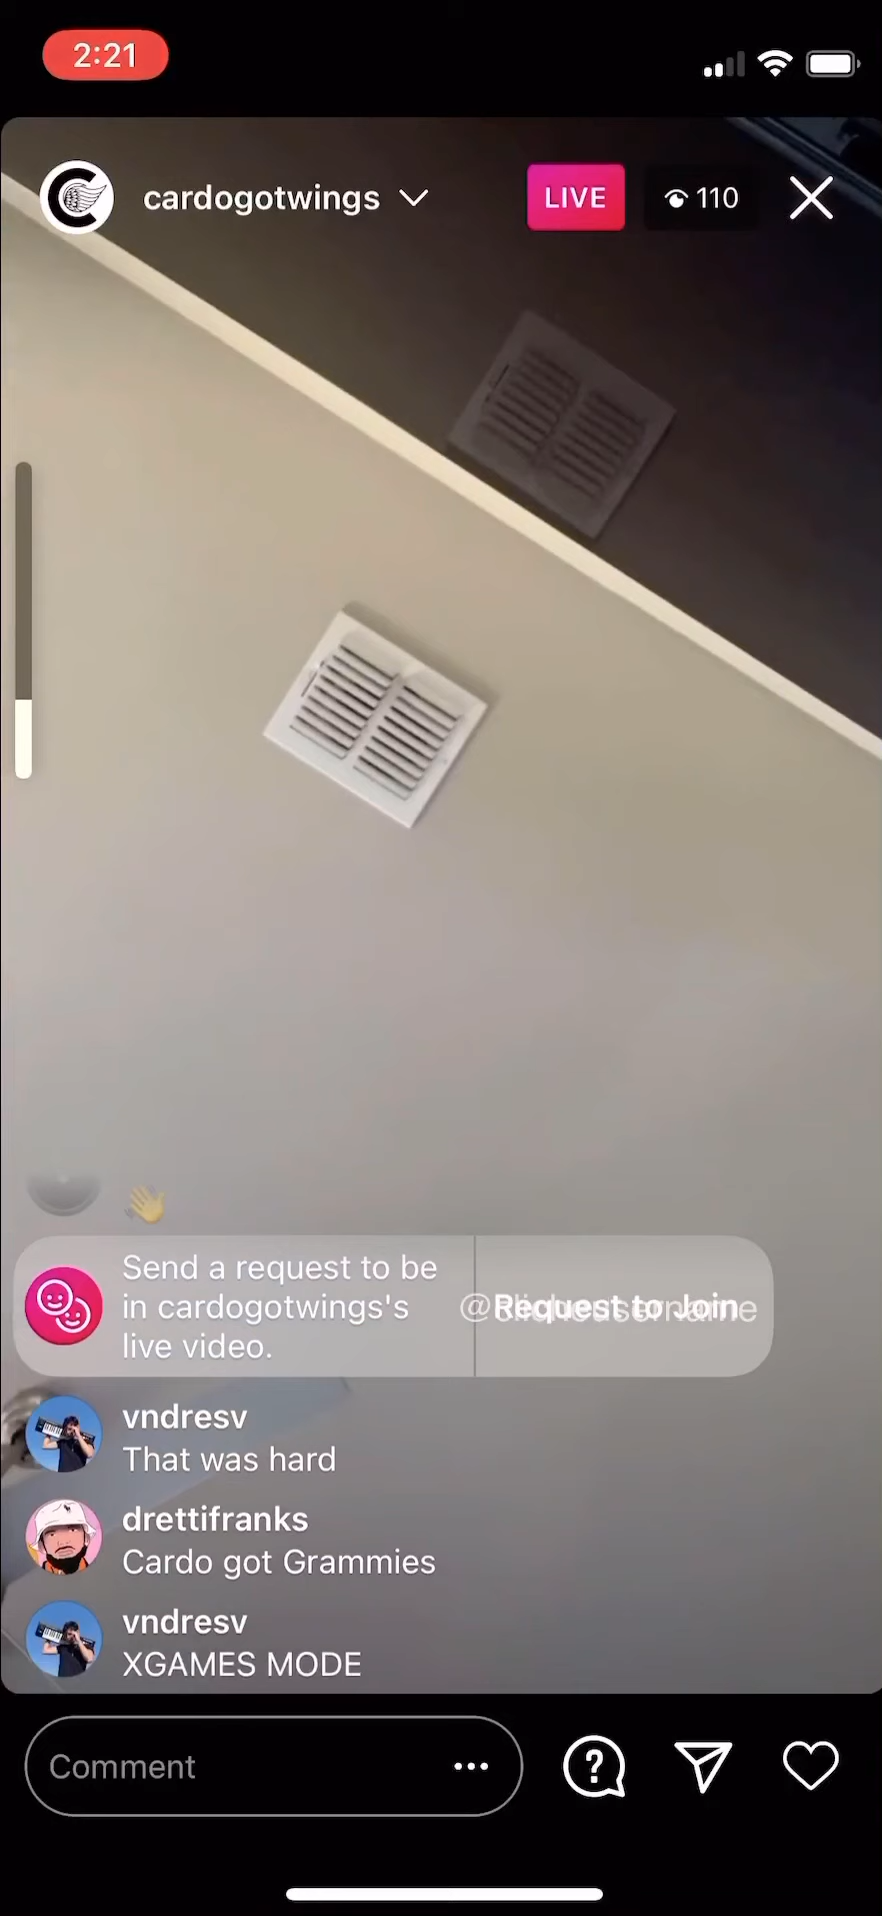 2:21
cardogotwings
LIVE
110
Send a request to be
in cardogotwings's
live video.
Request to Join
vndresv
That was hard
drettifranks
Cardo got Grammies
vndresv
XGAMES MODE
Comment